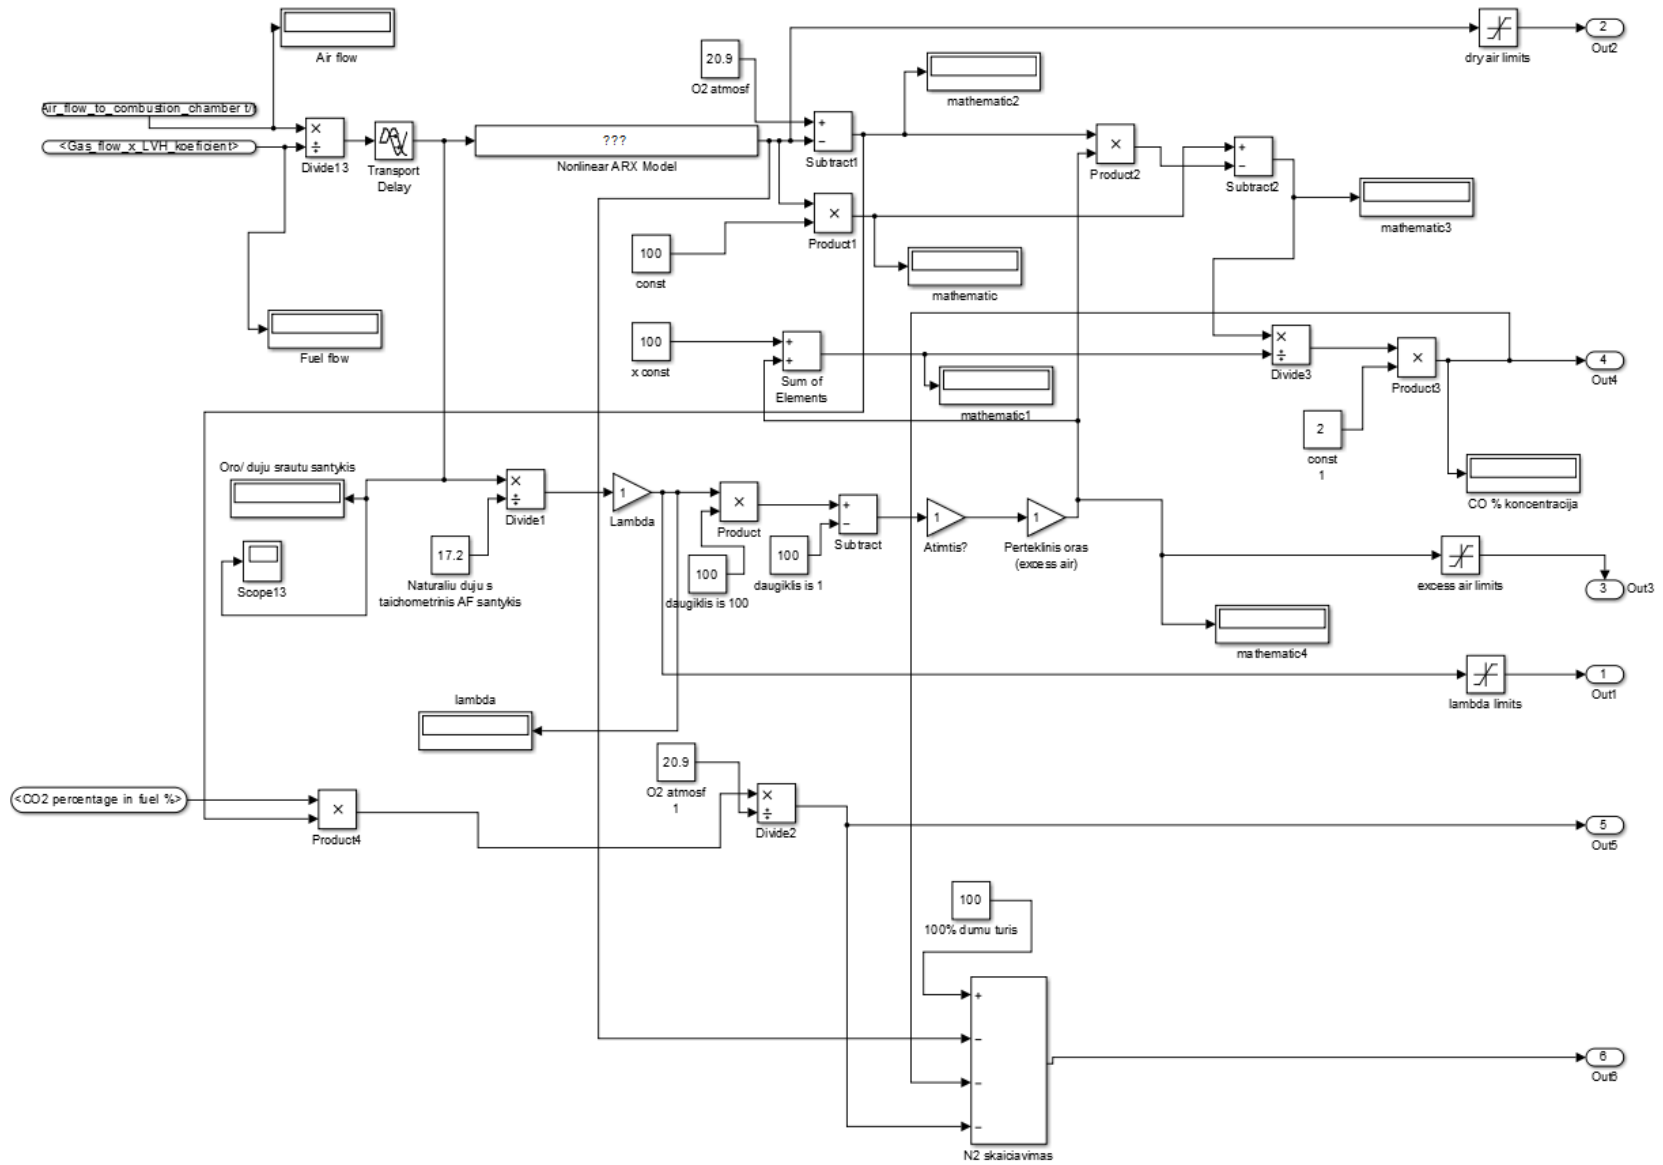 Air flow
20.9
O2 atmosf
dry air limits
2
Out2
mathematic2
Air_flow_to_combustion_chamber t/
<Gas_flow_x_LVH_koeficient>
×
÷
Divide13
Transport
Delay
???
Nonlinear ARX Model
+
−
Subtract1
×
Product2
+
−
Subtract2
mathematic3
×
Product1
100
const
mathematic
Fuel flow
100
x const
+
+
Sum of
Elements
mathematic1
×
÷
Divide3
×
Product3
4
Out4
2
const
1
CO % koncentracija
Oro/ duju srautu santykis
Scope13
×
÷
Divide1
17.2
Naturaliu duju s
taichometrinis AF santykis
1
Lambda
×
Product
100
daugiklis is 100
100
daugiklis is 1
+
−
Subtract
1
Atimtis?
1
Perteklinis oras
(excess air)
excess air limits
3
Out3
mathematic4
lambda limits
1
Out1
lambda
20.9
O2 atmosf
1
<CO2 percentage in fuel %>
×
Product4
×
÷
Divide2
5
Out5
100
100% dumu turis
+
−
−
−
N2 skaiciavimas
6
Out6